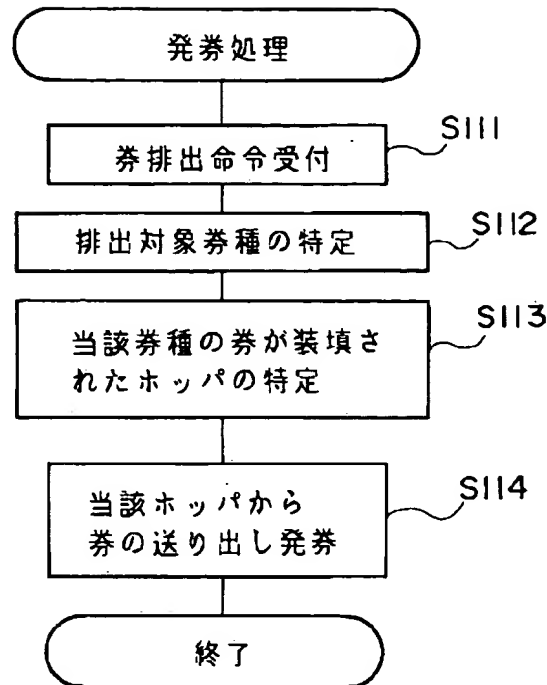 発券処理
券排出命令受付
S111
排出対象券種の特定
S112
当該券種の券が装填さ
れたホッパの特定
S113
当該ホッパから
券の送り出し発券
S114
終了